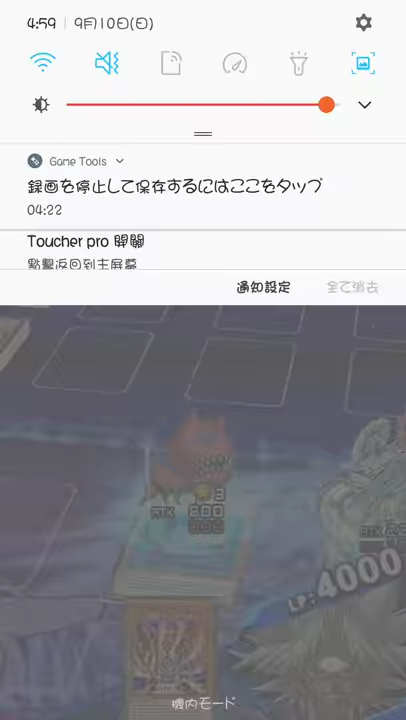 4:59 | 9月10日(日)
Game Tools
録画を停止して保存するにはここをタップ
04:22
Toucher pro 開關
點擊返回到主屏幕
通知設定 全て消去
3
ATK 800
LP:4000
機内モード